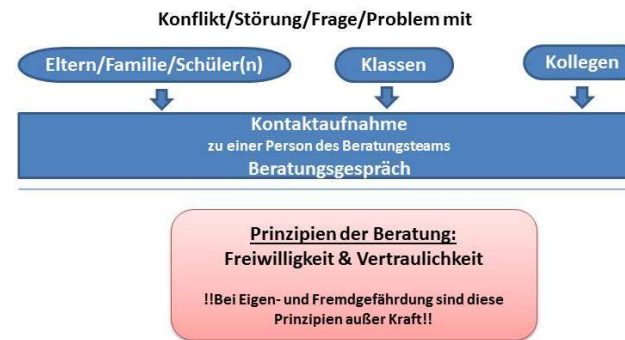 Konflikt/Störung/Frage/Problem mit
Eltern/Familie/Schüler(n)
Klassen
Kollegen
Kontaktaufnahme
zu einer Person des Beratungsteams
Beratungsgespräch
Prinzipien der Beratung:
Freiwilligkeit & Vertraulichkeit
!!Bei Eigen- und Fremdgefährdung sind diese
Prinzipien außer Kraft!!